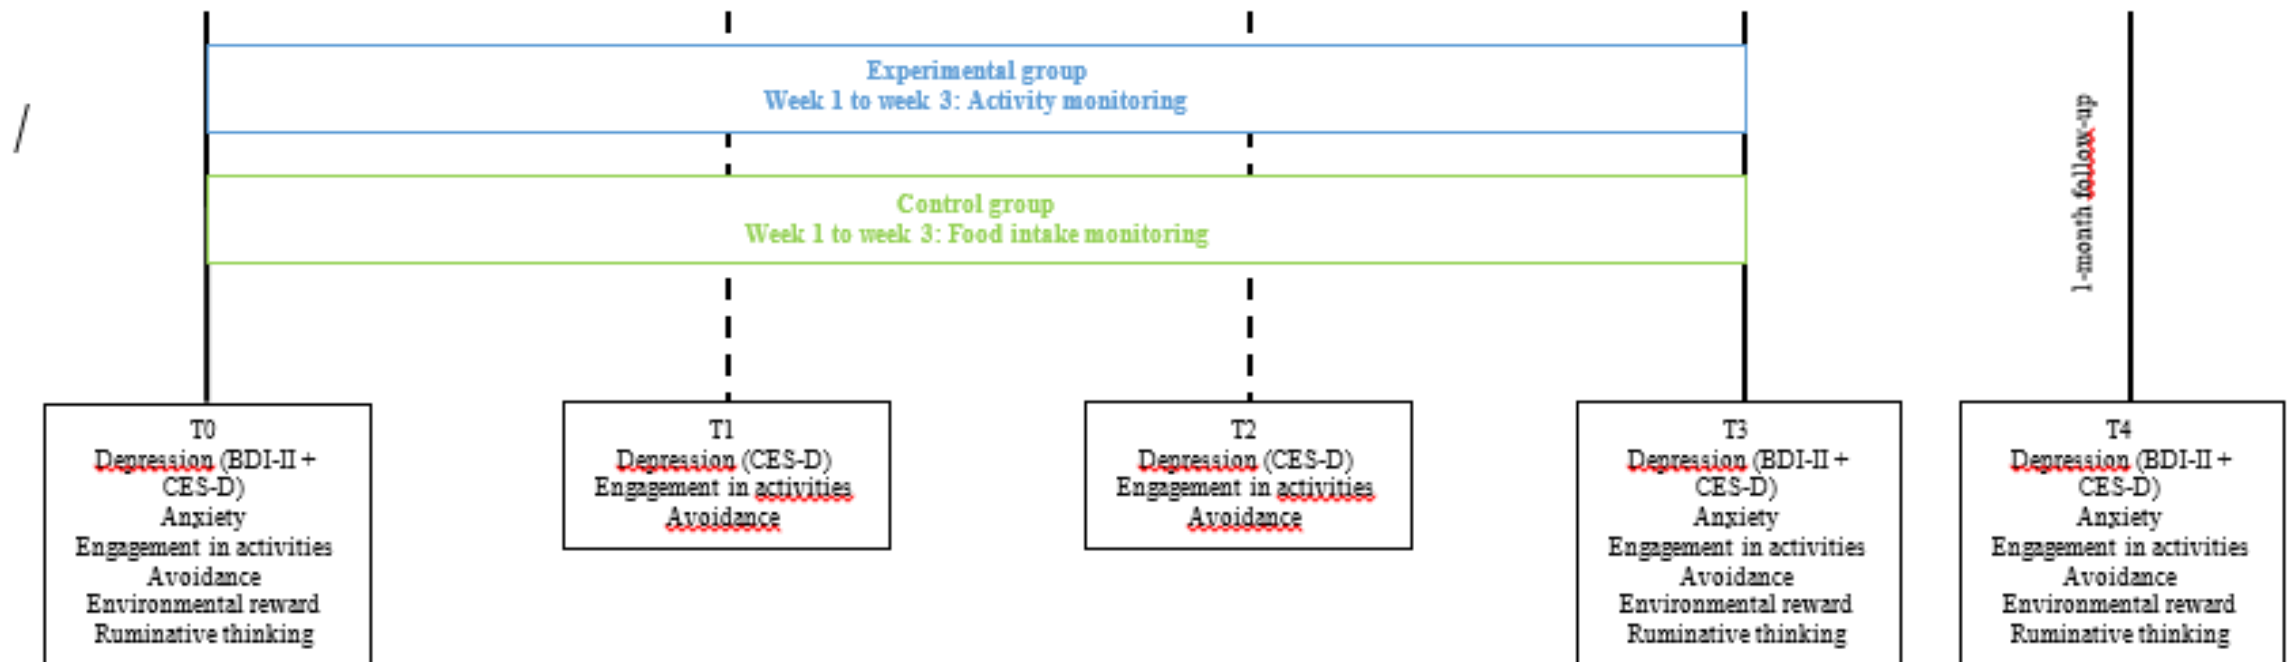 /
Experimental group
Week 1 to week 3: Activity monitoring
Control group
Week 1 to week 3: Food intake monitoring
1-month follow-up
T0
Depression (BDI-II +
CES-D)
Anxiety
Engagement in activities
Avoidance
Environmental reward
Ruminative thinking
T1
Depression (CES-D)
Engagement in activities
Avoidance
T2
Depression (CES-D)
Engagement in activities
Avoidance
T3
Depression (BDI-II +
CES-D)
Anxiety
Engagement in activities
Avoidance
Environmental reward
Ruminative thinking
T4
Depression (BDI-II +
CES-D)
Anxiety
Engagement in activities
Avoidance
Environmental reward
Ruminative thinking